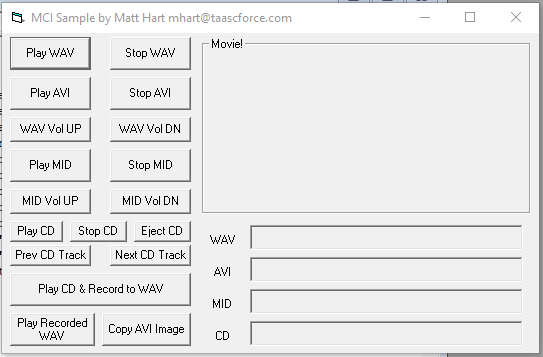 MCI Sample by Matt Hart mhart@taascforce.com
Play WAV
Stop WAV
Movie!
Play AVI
Stop AVI
WAV Vol UP
WAV Vol DN
Play MID
Stop MID
MID Vol UP
MID Vol DN
Play CD
Stop CD
Eject CD
WAV
Prev CD Track
Next CD Track
AVI
Play CD & Record to WAV
MID
Play Recorded
WAV
Copy AVI Image
CD